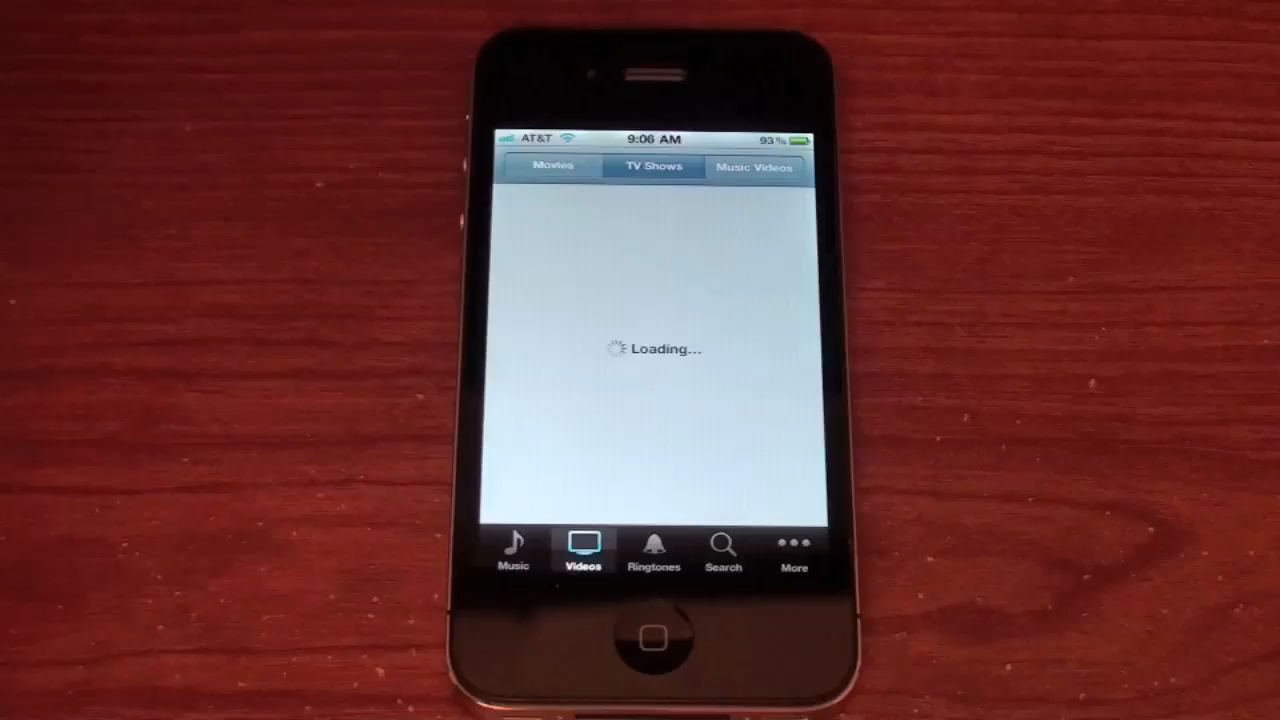 AT&T 9:06 AM 93%
Movies TV Shows Music Videos
Loading...
Music Videos Ringtones Search More